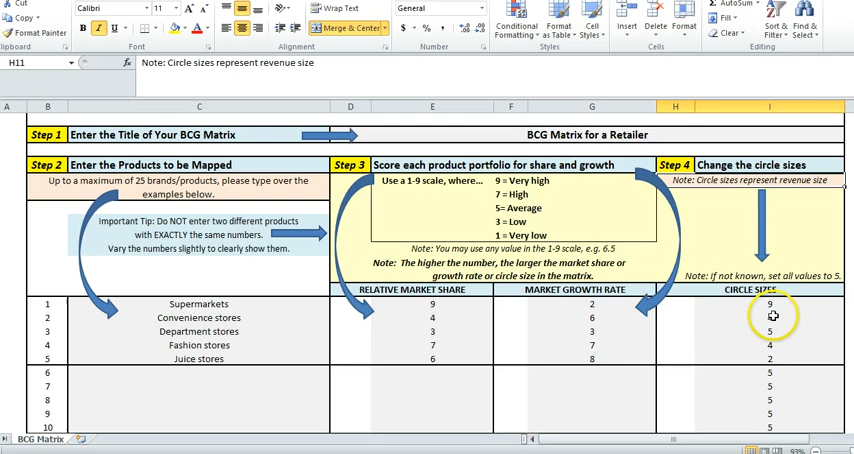 Cut
Calibri
11
Wrap Text
General
Copy
Format Painter
Merge & Center
Conditional Formatting
Format as Table
Cell Styles
Insert
Delete
Format
AutoSum
Fill
Clear
Sort & Filter
Find & Select
lipboard
Font
Alignment
Number
Styles
Cells
Editing
H11
fx
Note: Circle sizes represent revenue size
A B C D E F G H I
Step 1 Enter the Title of Your BCG Matrix BCG Matrix for a Retailer
Step 2 Enter the Products to be Mapped Step 3 Score each product portfolio for share and growth Step 4 Change the circle sizes
Up to a maximum of 25 brands/products, please type over the
examples below.
Important Tip: Do NOT enter two different products
with EXACTLY the same numbers.
Vary the numbers slightly to clearly show them.
Use a 1-9 scale, where... 9 = Very high
7 = High
5= Average
3 = Low
1 = Very low
Note: You may use any value in the 1-9 scale, e.g. 6.5
Note: The higher the number, the larger the market share or
growth rate or circle size in the matrix.
Note: Circle sizes represent revenue size
Note: If not known, set all values to 5.
RELATIVE MARKET SHARE MARKET GROWTH RATE CIRCLE SIZES
1 Supermarkets 9 2 9
2 Convenience stores 4 6
3 Department stores 3 3 5
4 Fashion stores 7 7 4
5 Juice stores 6 8 2
6 5
7 5
8 5
9 5
10 5
BCG Matrix
93%